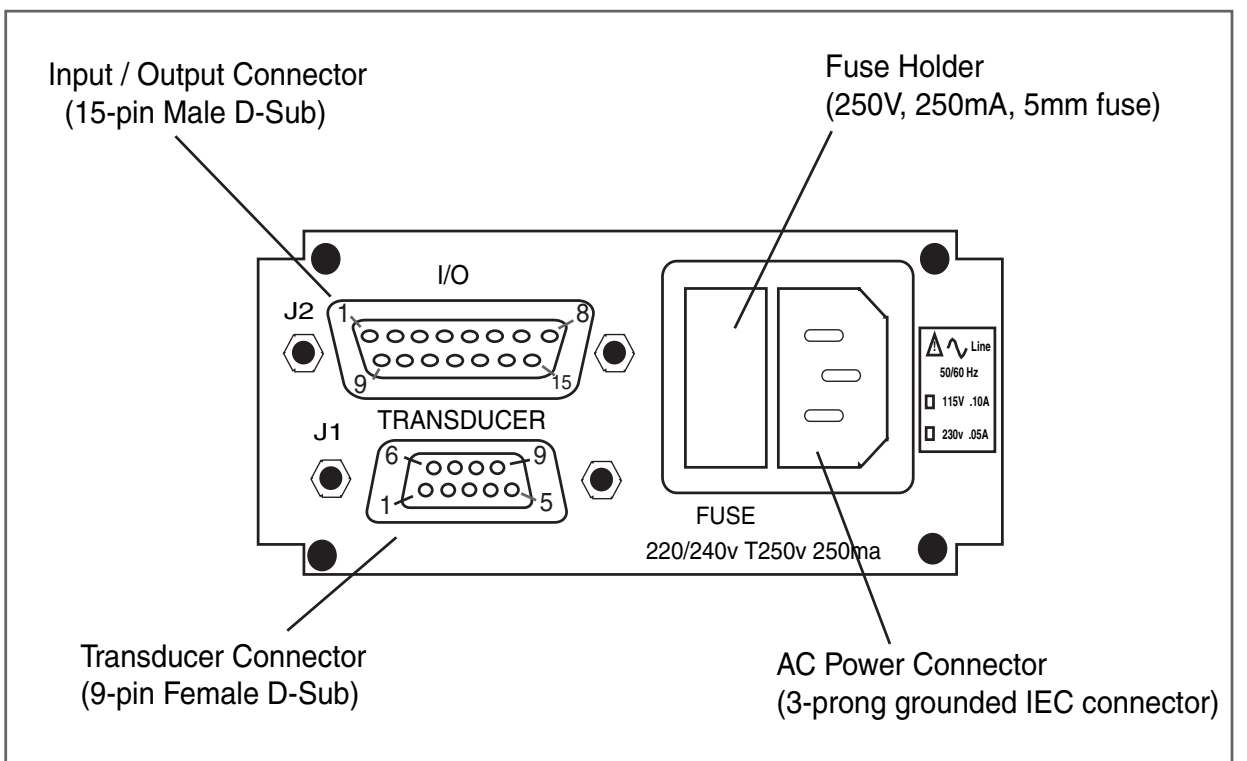 Input / Output Connector
(15-pin Male D-Sub)
Fuse Holder
(250V, 250mA, 5mm fuse)
I/O
J2
1
8
9
15
TRANSDUCER
J1
6
9
1
5
Line
50/60 Hz
115V .10A
230v .05A
FUSE
220/240v T250v 250ma
Transducer Connector
(9-pin Female D-Sub)
AC Power Connector
(3-prong grounded IEC connector)